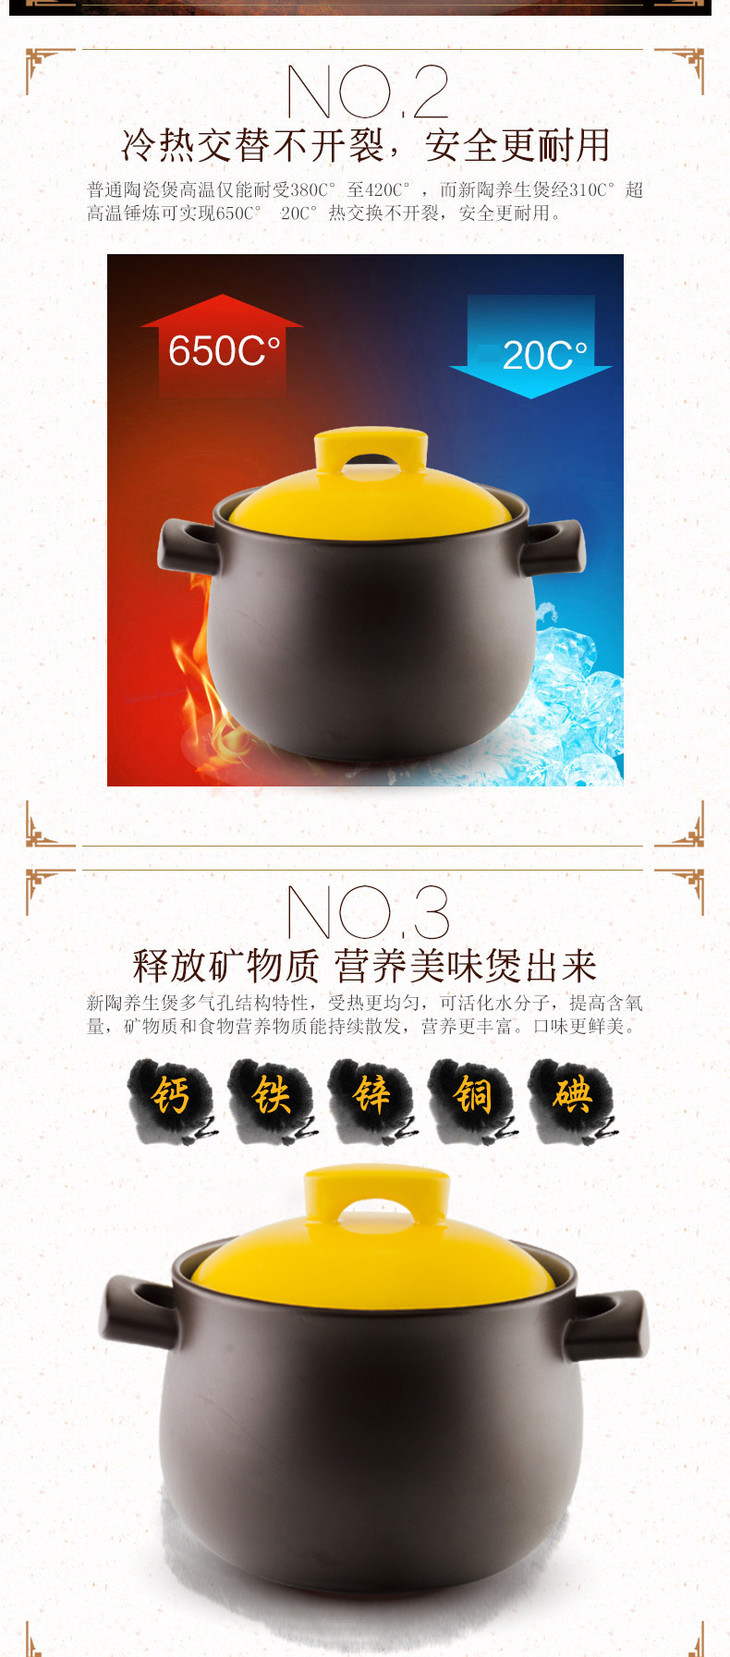 NO.2
冷热交替不开裂，安全更耐用
普通陶瓷煲高温仅能耐受380C°至420C°，而新陶养生煲经310C°超
高温锤炼可实现650C° 20C°热交换不开裂，安全更耐用。
650C°
20C°
NO.3
释放矿物质 营养美味煲出来
新陶养生煲多气孔结构特性，受热更均匀，可活化水分子，提高含氧
量，矿物质和食物营养物质能持续散发，营养更丰富。口味更鲜美。
钙 铁 锌 铜 碘